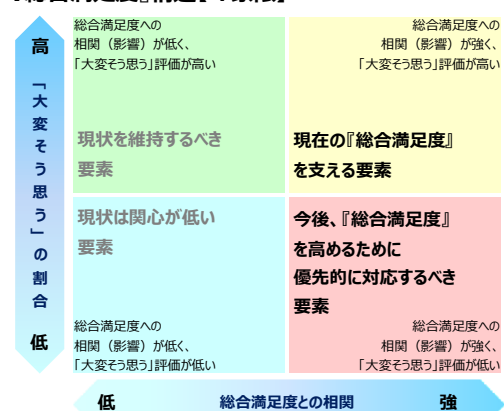 総合満足度への
相関（影響）が低く、
「大変そう思う」評価が高い
現状を維持するべき
要素
総合満足度への
相関（影響）が強く、
「大変そう思う」評価が高い
現在の『総合満足度』
を支える要素
高
「大変そう思う」の割合
低
現状は関心が低い
要素
総合満足度への
相関（影響）が低く、
「大変そう思う」評価が低い
今後、『総合満足度』
を高めるために
優先的に対応するべき
要素
総合満足度への
相関（影響）が強く、
「大変そう思う」評価が低い
低
総合満足度との相関
強